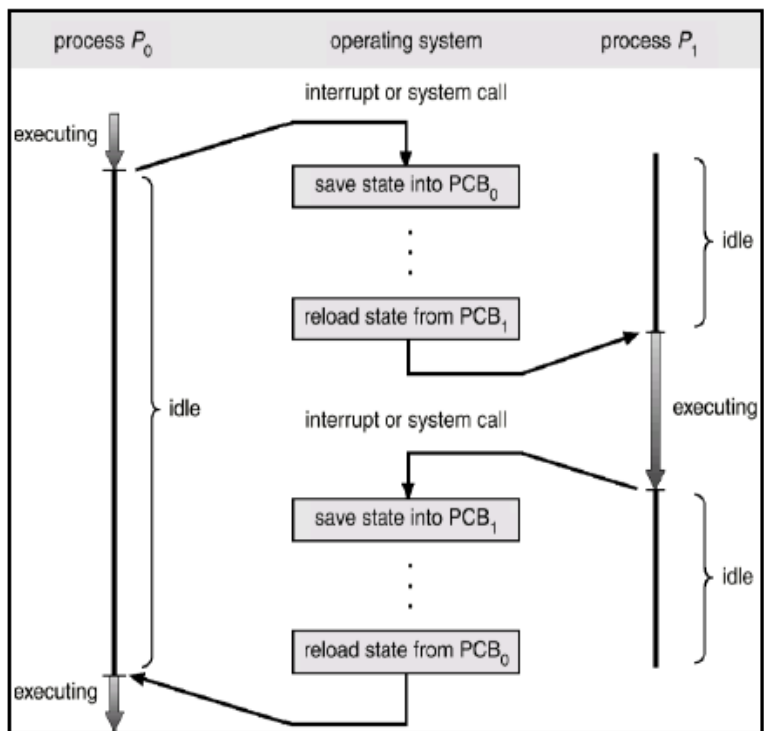 process P0
operating system
process P1
interrupt or system call
executing
save state into PCB0
idle
reload state from PCB1
idle
executing
interrupt or system call
save state into PCB1
idle
reload state from PCB0
executing